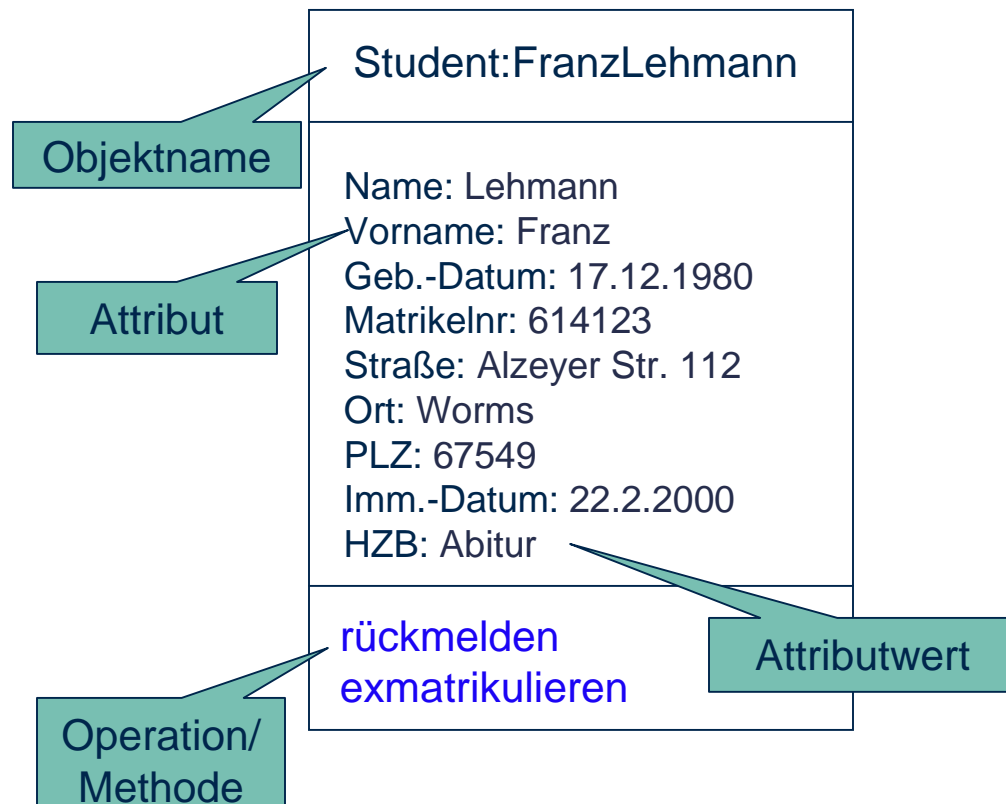 Student:FranzLehmann
Objektname
Name: Lehmann
Vorname: Franz
Geb.-Datum: 17.12.1980
Attribut
Matrikelnr: 614123
Straße: Alzeyer Str. 112
Ort: Worms
PLZ: 67549
Imm.-Datum: 22.2.2000
HZB: Abitur
Attributwert
rückmelden
exmatrikulieren
Operation/
Methode